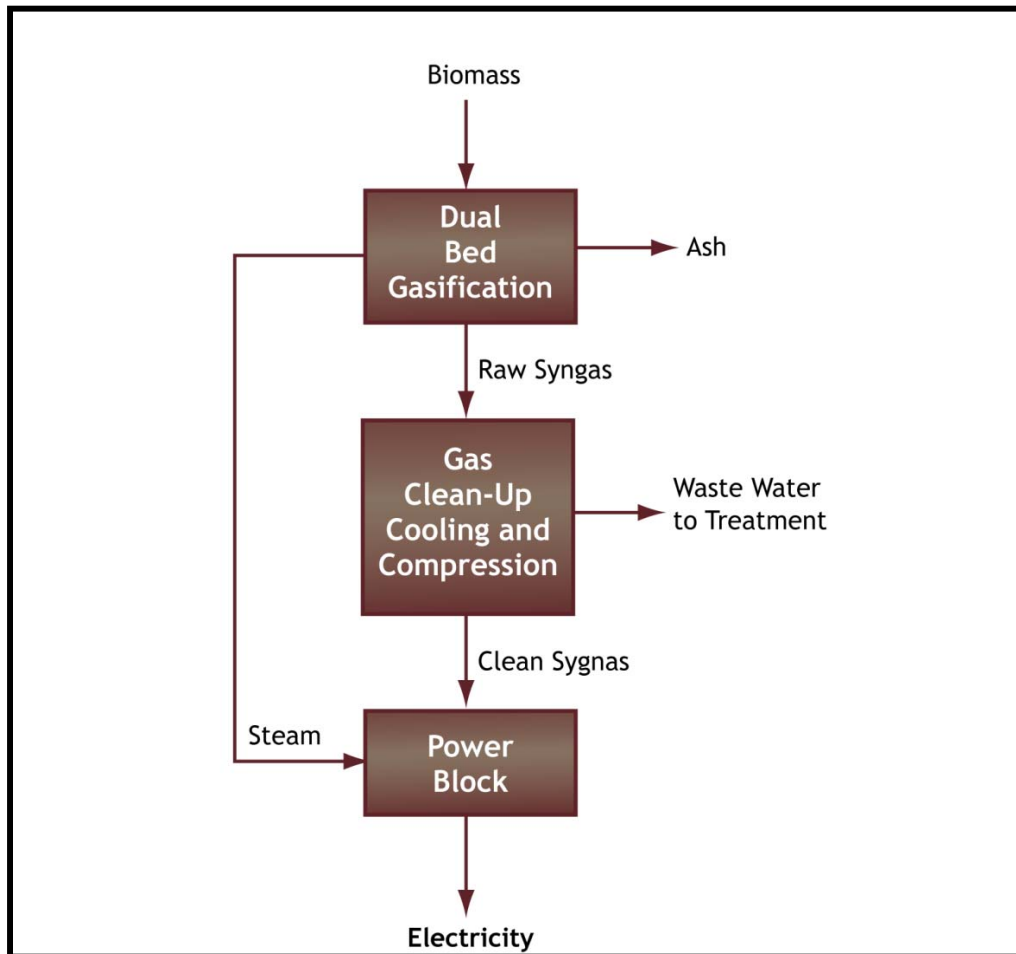 Biomass
Dual
Bed
Gasification
Ash
Raw Syngas
Gas
Clean-Up
Cooling and
Compression
Waste Water
to Treatment
Clean Sygnas
Steam
Power
Block
Electricity